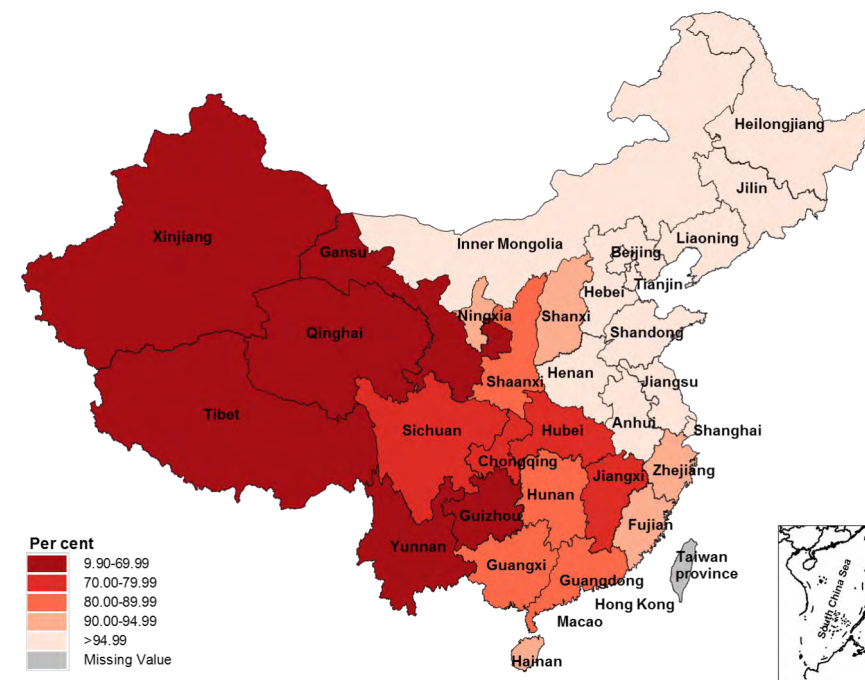 Heilongjiang
Jilin
Xinjiang
Inner Mongolia
Liaoning
Gansu
Beijing
Tianjin
Hebei
Ningxia
Shanxi
Qinghai
Shandong
Henan
Shaanxi
Jiangsu
Tibet
Anhui
Sichuan
Hubei
Shanghai
Chongqing
Zhejiang
Jiangxi
Hunan
Guizhou
Fujian
Yunnan
Taiwan
province
Guangxi
Guangdong
Hong Kong
Macao
Hainan
Per cent
9.90-69.99
70.00-79.99
80.00-89.99
90.00-94.99
>94.99
Missing Value
South China Sea